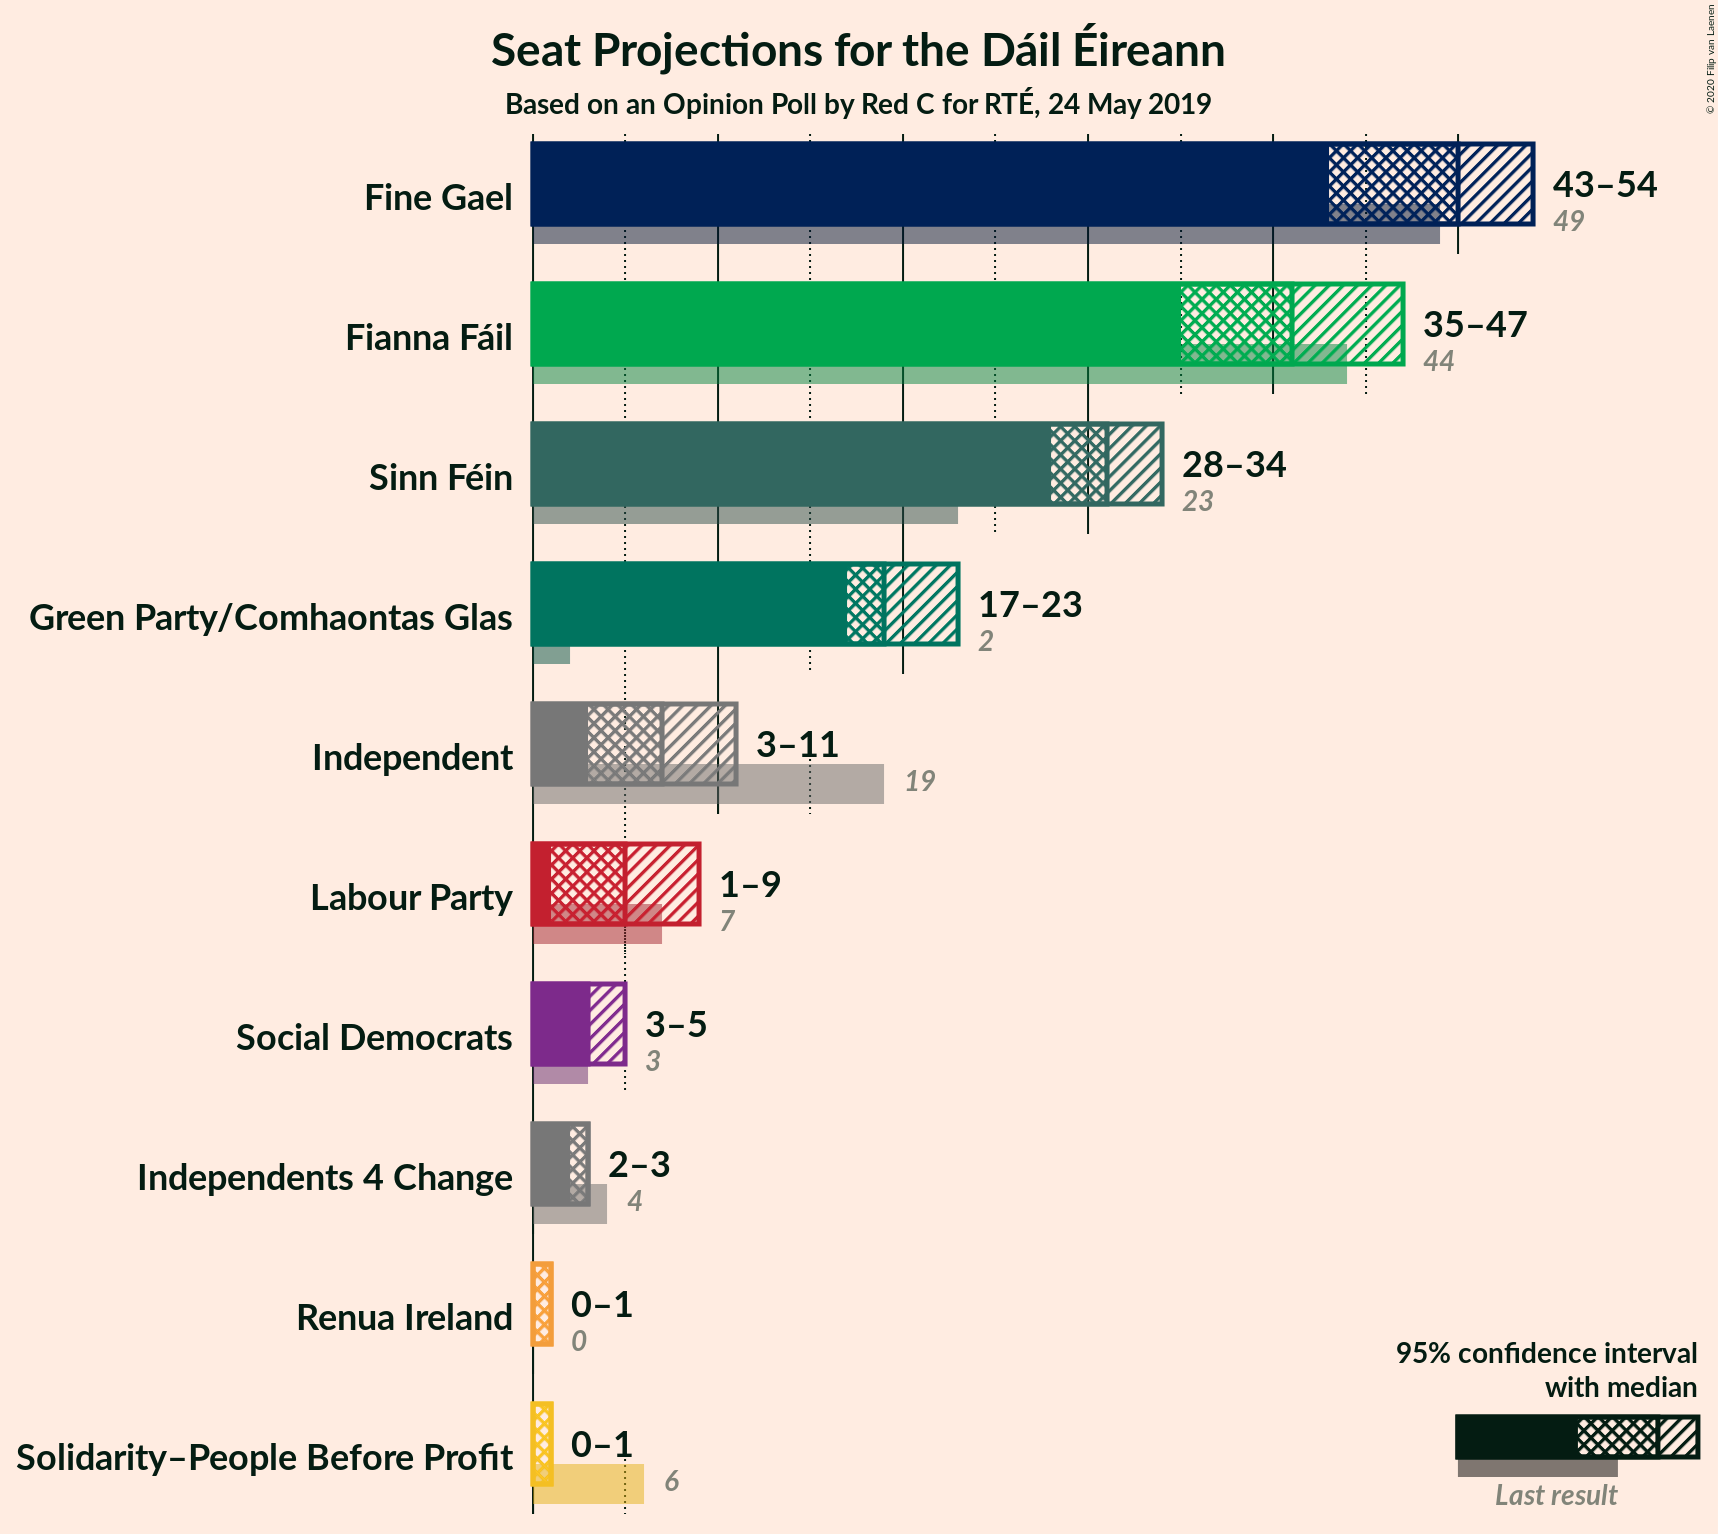 Seat Projections for the Dáil Éireann
Based on an Opinion Poll by Red C for RTÉ, 24 May 2019
© 2020 Filip van Laenen
Fine Gael
43–54
49
Fianna Fáil
35–47
44
Sinn Féin
28–34
23
Green Party/Comhaontas Glas
17–23
2
Independent
3–11
19
Labour Party
1–9
7
Social Democrats
3–5
3
Independents 4 Change
2–3
4
Renua Ireland
0–1
0
Solidarity–People Before Profit
0–1
6
95% confidence interval
with median
Last result